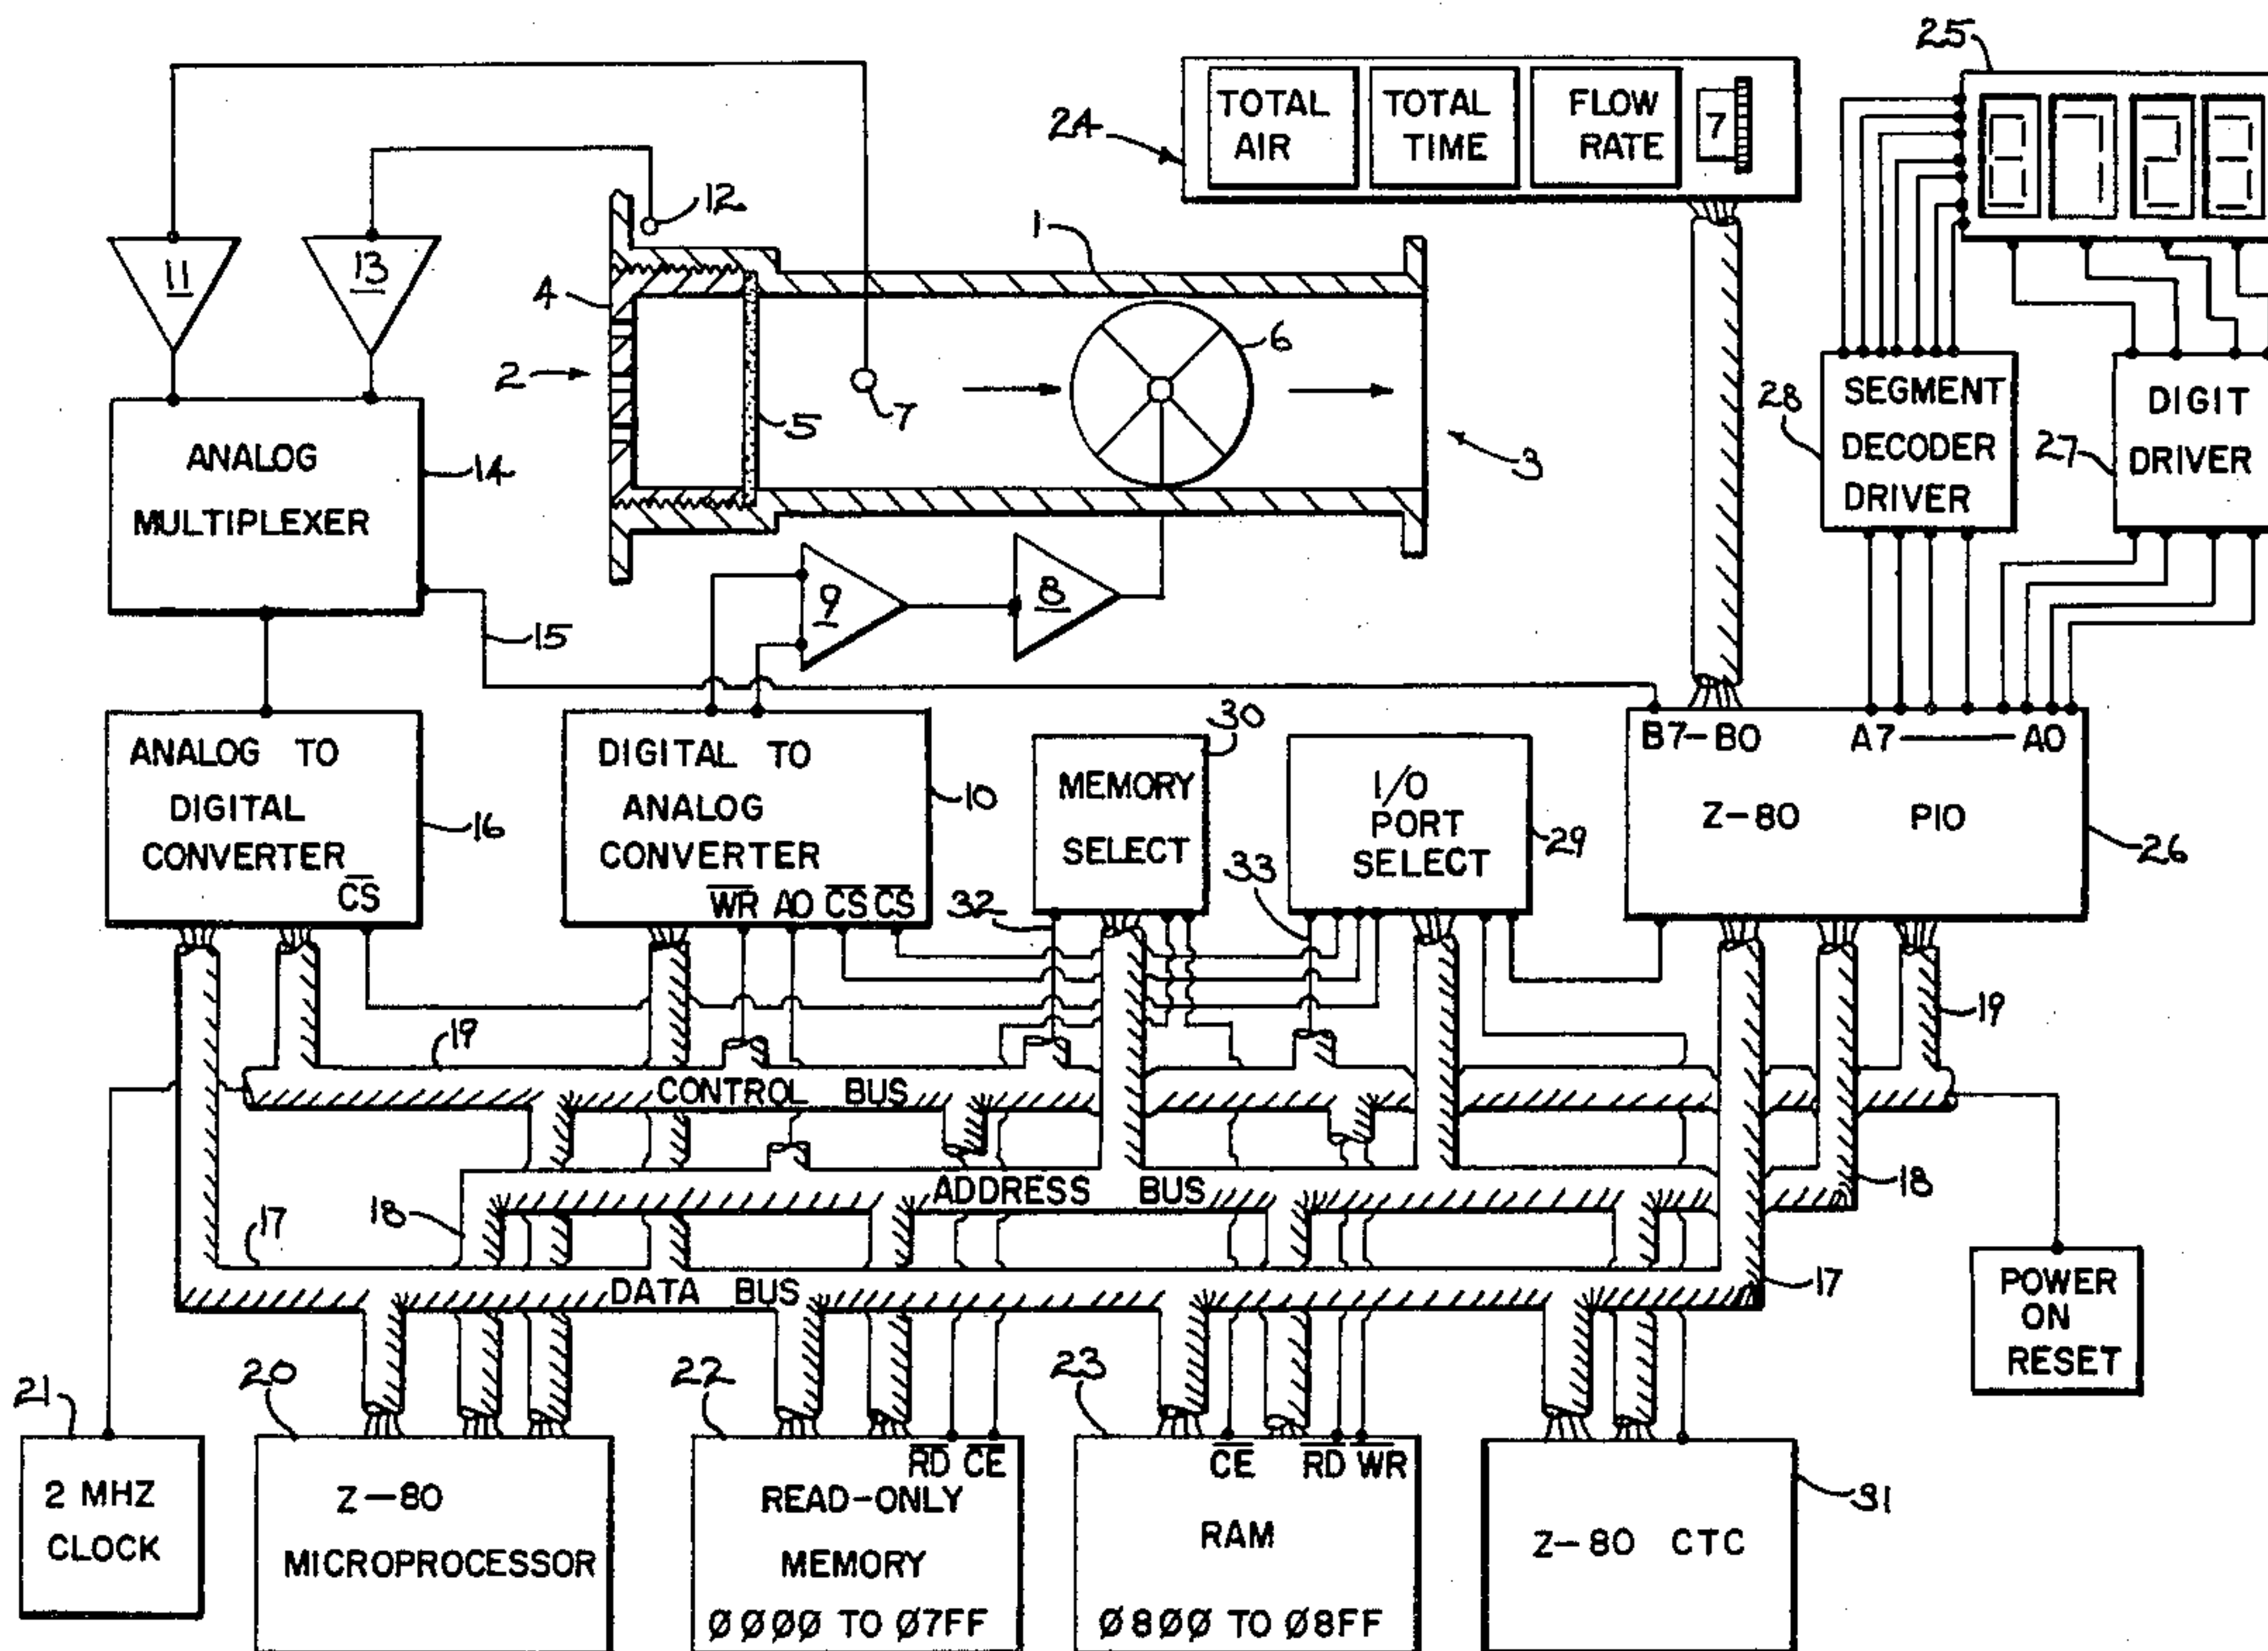 25
24
TOTAL AIR
TOTAL TIME
FLOW RATE
7
12
1
11
13
4
6
2
5
7
3
28
SEGMENT DECODER DRIVER
27
DIGIT DRIVER
ANALOG MULTIPLEXER
14
9
8
15
30
B7-BO
A7 — AO
ANALOG TO DIGITAL CONVERTER
CS
16
DIGITAL TO ANALOG CONVERTER
WR AO CS CS
10
MEMORY SELECT
I/O PORT SELECT
29
Z-80 PIO
26
32
33
19
19
CONTROL BUS
18
ADDRESS BUS
18
17
DATA BUS
17
POWER ON RESET
21
20
22
23
2 MHZ CLOCK
Z-80 MICROPROCESSOR
RD CE
READ-ONLY MEMORY
ØØØØ TO Ø7FF
CE RD WR
RAM
Ø8ØØ TO Ø8FF
Z-80 CTC
31